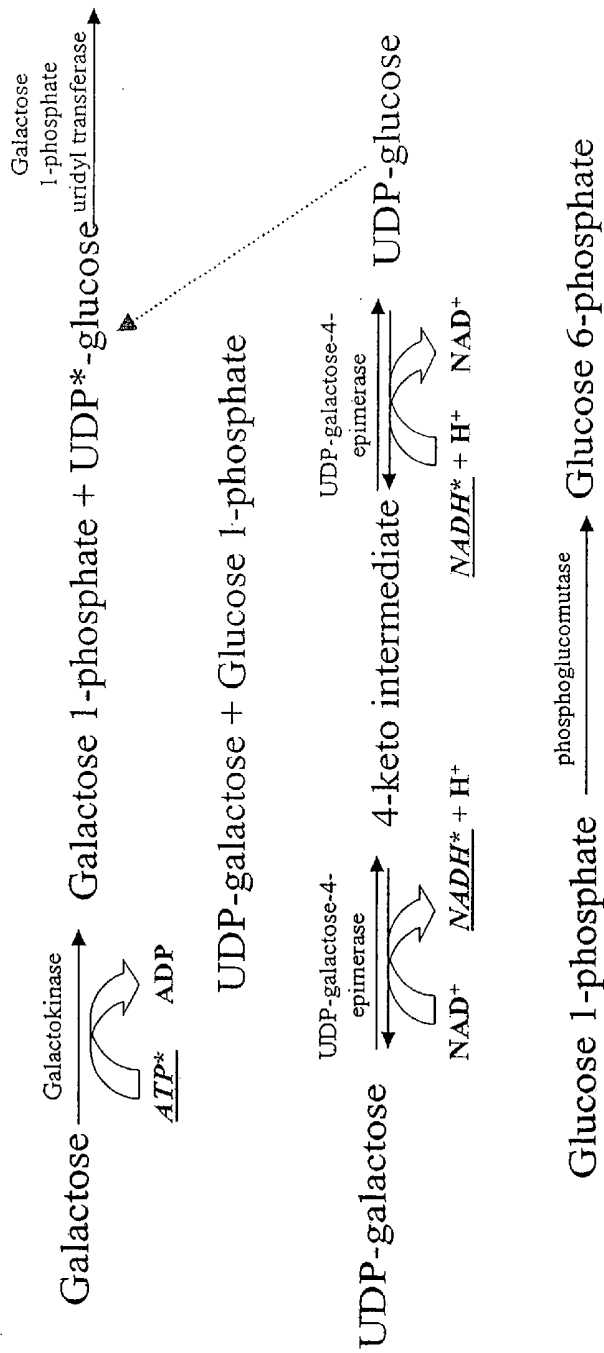 Galactose
1-phosphate
Galactokinase
uridyl transferase
Galactose Galactose 1-phosphate + UDP*-glucose
ATP* ADP
UDP-galactose + Glucose 1-phosphate
UDP-galactose-4-
epimerase
UDP-galactose-4-
epimerase
UDP-galactose 4-keto intermediate UDP-glucose
NAD⁺ NADH* + H⁺ NADH* + H⁺ NAD⁺
phosphoglucomutase
Glucose 1-phosphate Glucose 6-phosphate